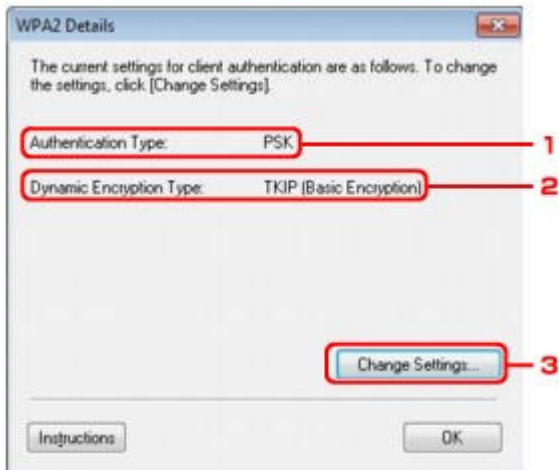 WPA2 Details
The current settings for client authentication are as follows. To change
the settings, click [Change Settings].
Authentication Type: PSK 1
Dynamic Encryption Type: TKIP (Basic Encryption) 2
Change Settings... 3
Instructions OK